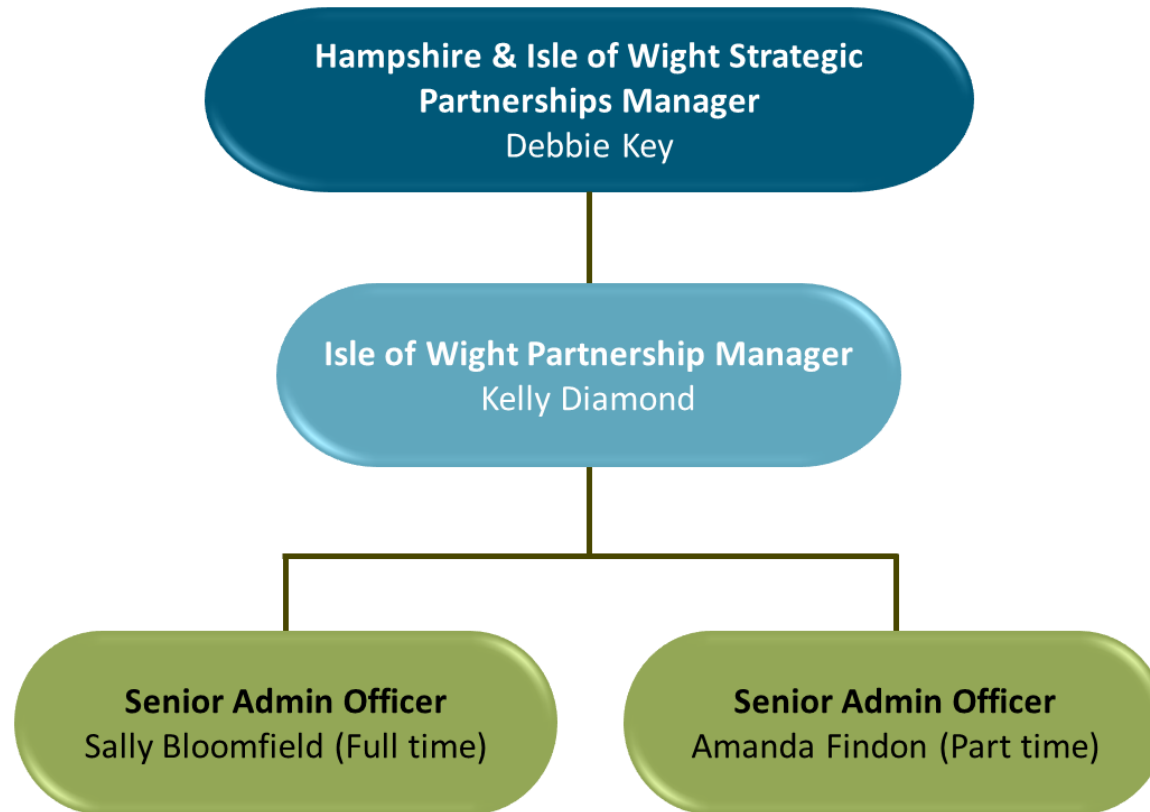 Hampshire & Isle of Wight Strategic
Partnerships Manager
Debbie Key
Isle of Wight Partnership Manager
Kelly Diamond
Senior Admin Officer
Sally Bloomfield (Full time)
Senior Admin Officer
Amanda Findon (Part time)